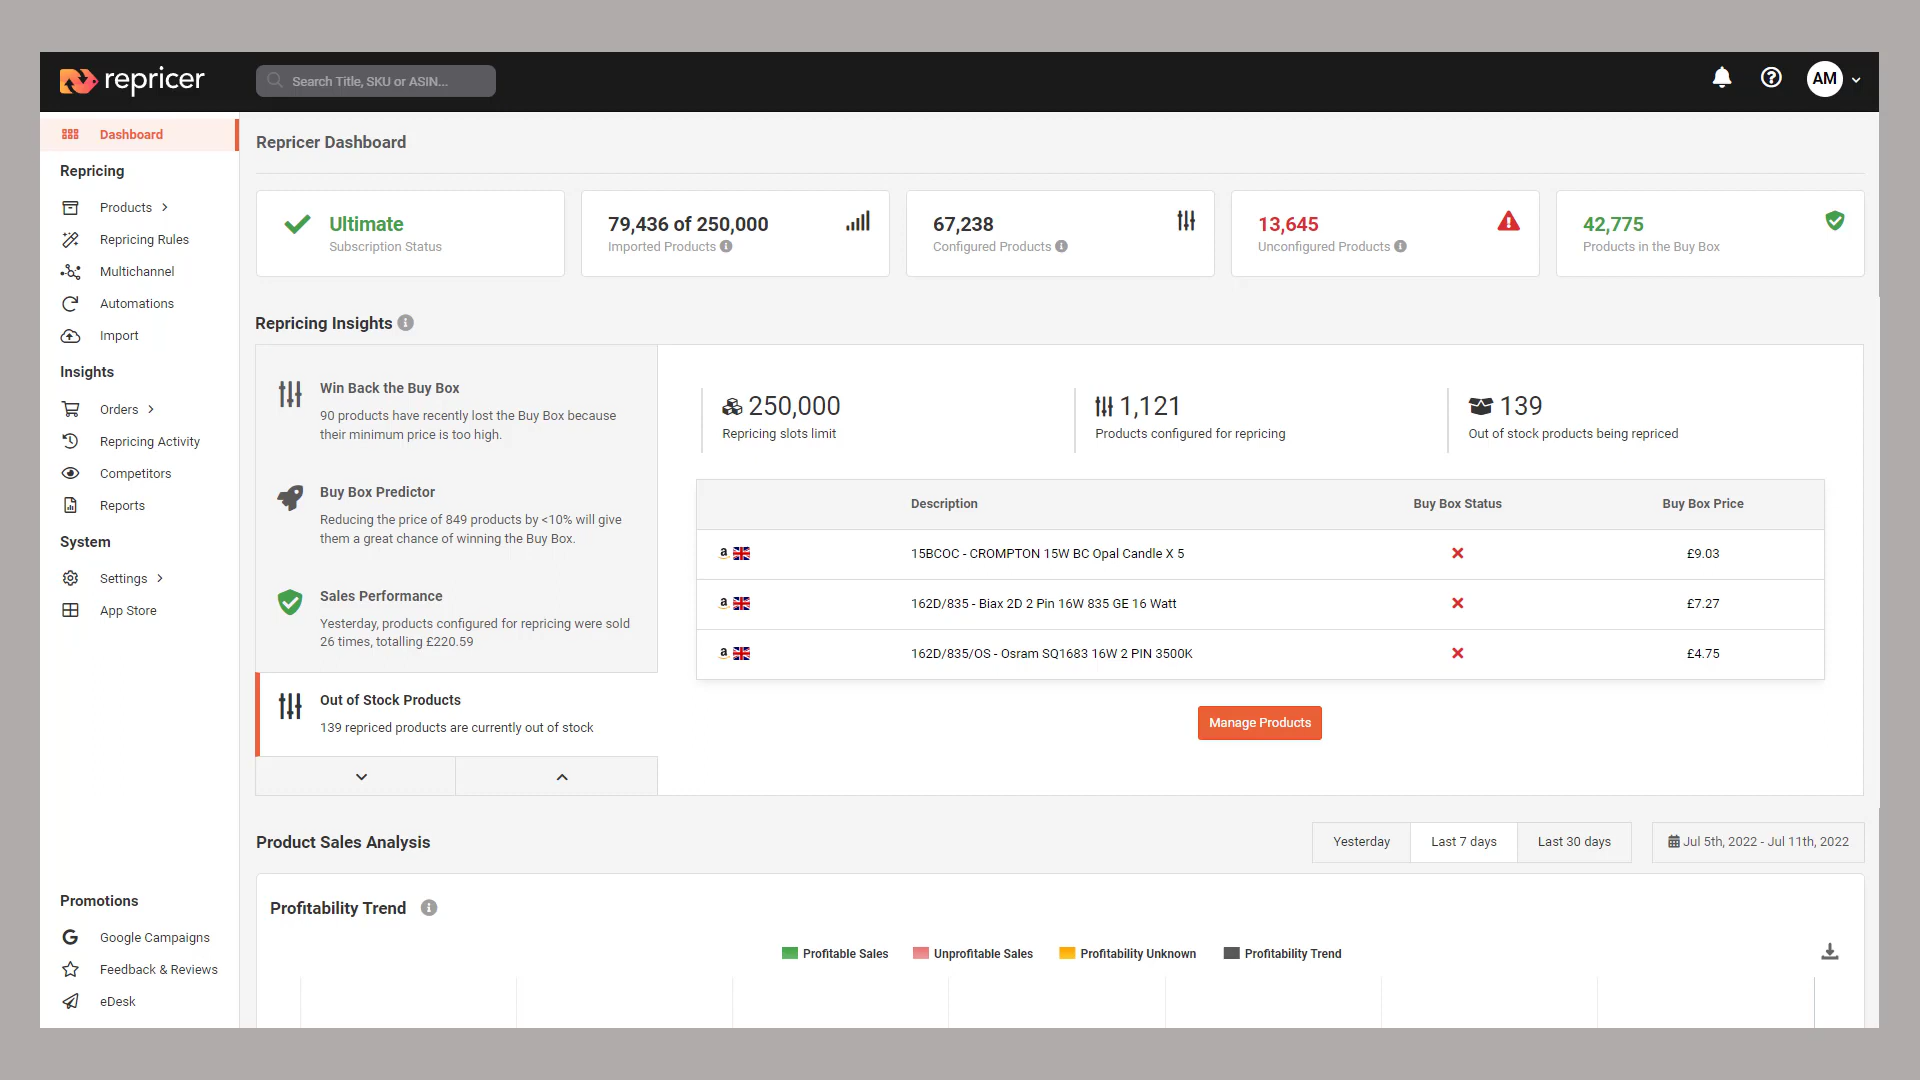 repricer
Search Title, SKU or ASIN...
AM
Dashboard
Repricing
Products
Repricing Rules
Multichannel
Automations
Import
Insights
Orders
Repricing Activity
Competitors
Reports
System
Settings
App Store
Promotions
Google Campaigns
Feedback & Reviews
eDesk
Repricer Dashboard
Ultimate
Subscription Status
79,436 of 250,000
Imported Products
67,238
Configured Products
13,645
Unconfigured Products
42,775
Products in the Buy Box
Repricing Insights
Win Back the Buy Box
90 products have recently lost the Buy Box because
their minimum price is too high.
Buy Box Predictor
Reducing the price of 849 products by <10% will give
them a great chance of winning the Buy Box.
Sales Performance
Yesterday, products configured for repricing were sold
26 times, totalling £220.59
Out of Stock Products
139 repriced products are currently out of stock
250,000
Repricing slots limit
1,121
Products configured for repricing
139
Out of stock products being repriced
Description Buy Box Status Buy Box Price
a 15BCOC - CROMPTON 15W BC Opal Candle X 5 £9.03
a 162D/835 - Biax 2D 2 Pin 16W 835 GE 16 Watt £7.27
a 162D/835/OS - Osram SQ1683 16W 2 PIN 3500K £4.75
Manage Products
Product Sales Analysis
Yesterday Last 7 days Last 30 days Jul 5th, 2022 - Jul 11th, 2022
Profitability Trend
Profitable Sales Unprofitable Sales Profitability Unknown Profitability Trend